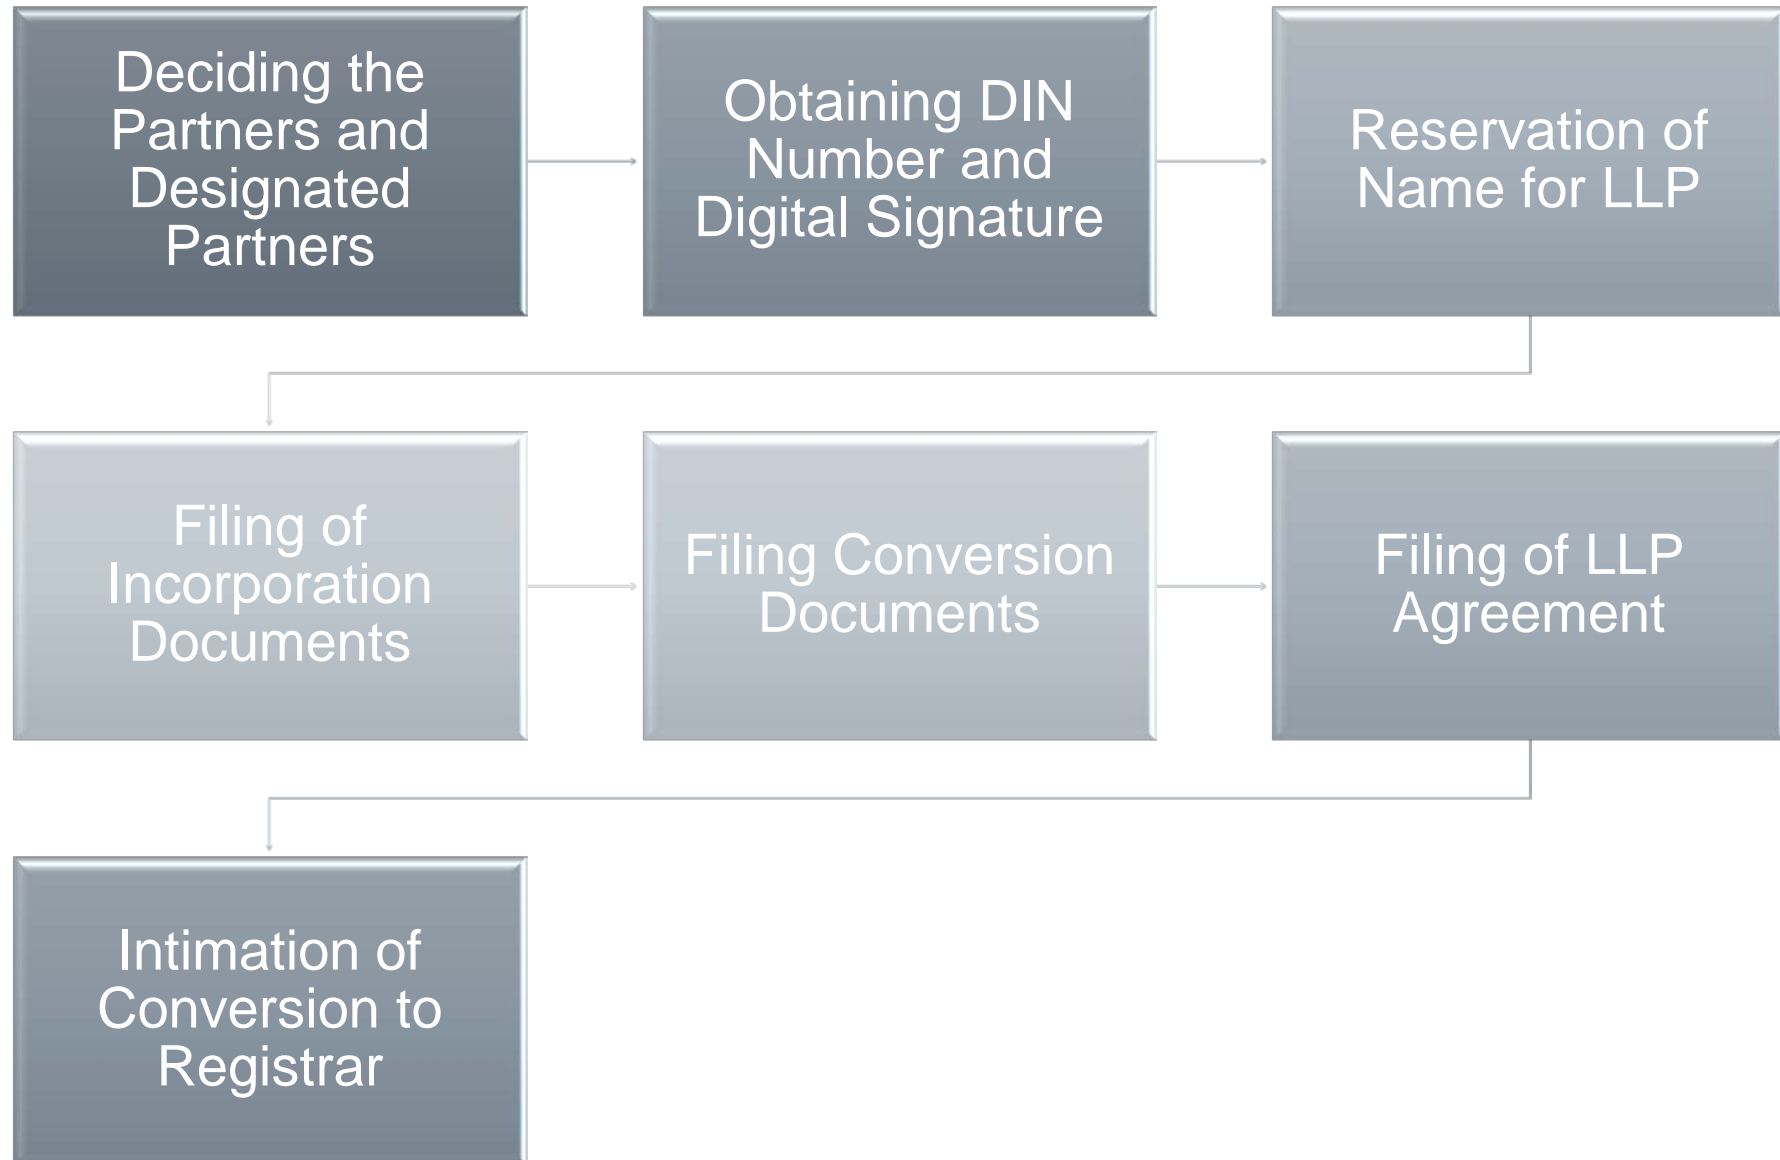 Deciding the
Partners and
Designated
Partners
Obtaining DIN
Number and
Digital Signature
Reservation of
Name for LLP
Filing of
Incorporation
Documents
Filing Conversion
Documents
Filing of LLP
Agreement
Intimation of
Conversion to
Registrar